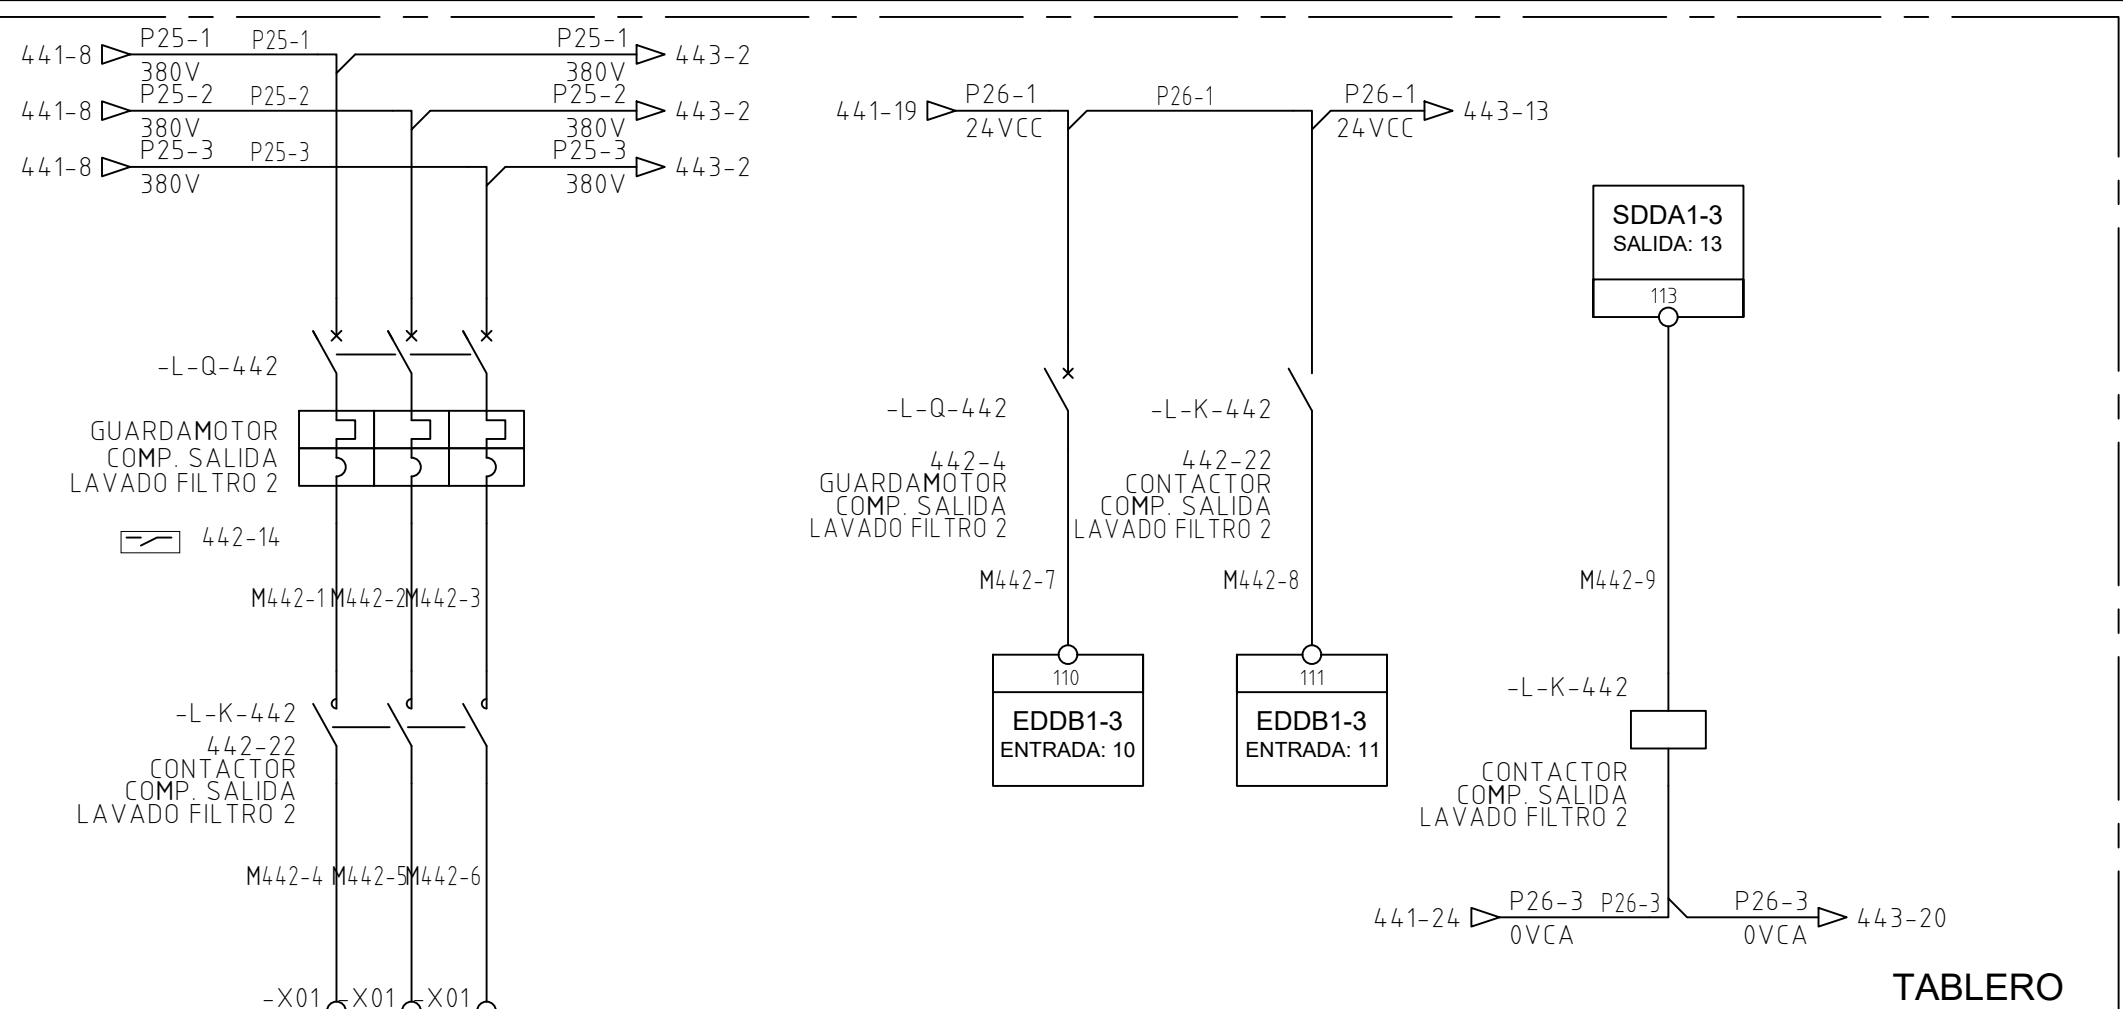 441-8 P25-1 P25-1 P25-1 443-2
380V 380V
441-8 P25-2 P25-2 P25-2 443-2
380V 380V
441-8 P25-3 P25-3 P25-3 443-2
380V 380V
-L-Q-442
GUARDAMOTOR
COMP. SALIDA
LAVADO FILTRO 2
442-14
M442-1 M442-2 M442-3
-L-K-442
442-22
CONTACTOR
COMP. SALIDA
LAVADO FILTRO 2
M442-4 M442-5 M442-6
-X01 -X01 -X01
441-19 P26-1 P26-1 P26-1 443-13
24VCC 24VCC
-L-Q-442
442-4
GUARDAMOTOR
COMP. SALIDA
LAVADO FILTRO 2
M442-7
110
EDDB1-3
ENTRADA: 10
-L-K-442
442-22
CONTACTOR
COMP. SALIDA
LAVADO FILTRO 2
M442-8
111
EDDB1-3
ENTRADA: 11
SDDA1-3
SALIDA: 13
113
M442-9
-L-K-442
CONTACTOR
COMP. SALIDA
LAVADO FILTRO 2
441-24 P26-3 P26-3 P26-3 443-20
0VCA 0VCA
TABLERO